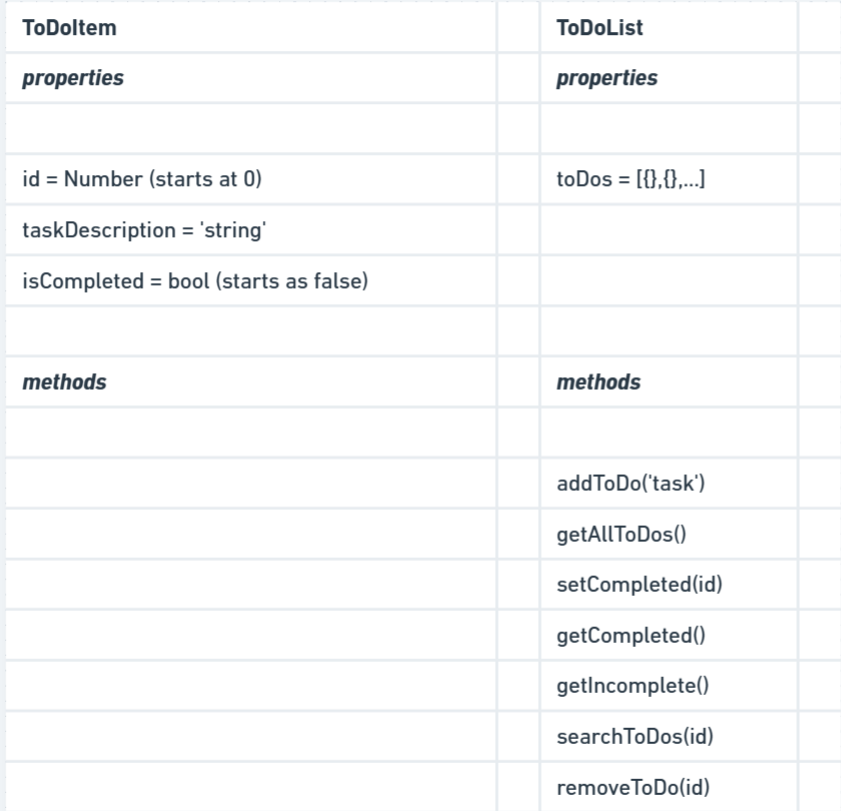 ToDoItem ToDoList
properties properties
id = Number (starts at 0) toDos = [{},{},...]
taskDescription = 'string'
isCompleted = bool (starts as false)
methods methods
addToDo('task')
getAllToDos()
setCompleted(id)
getCompleted()
getIncomplete()
searchToDos(id)
removeToDo(id)